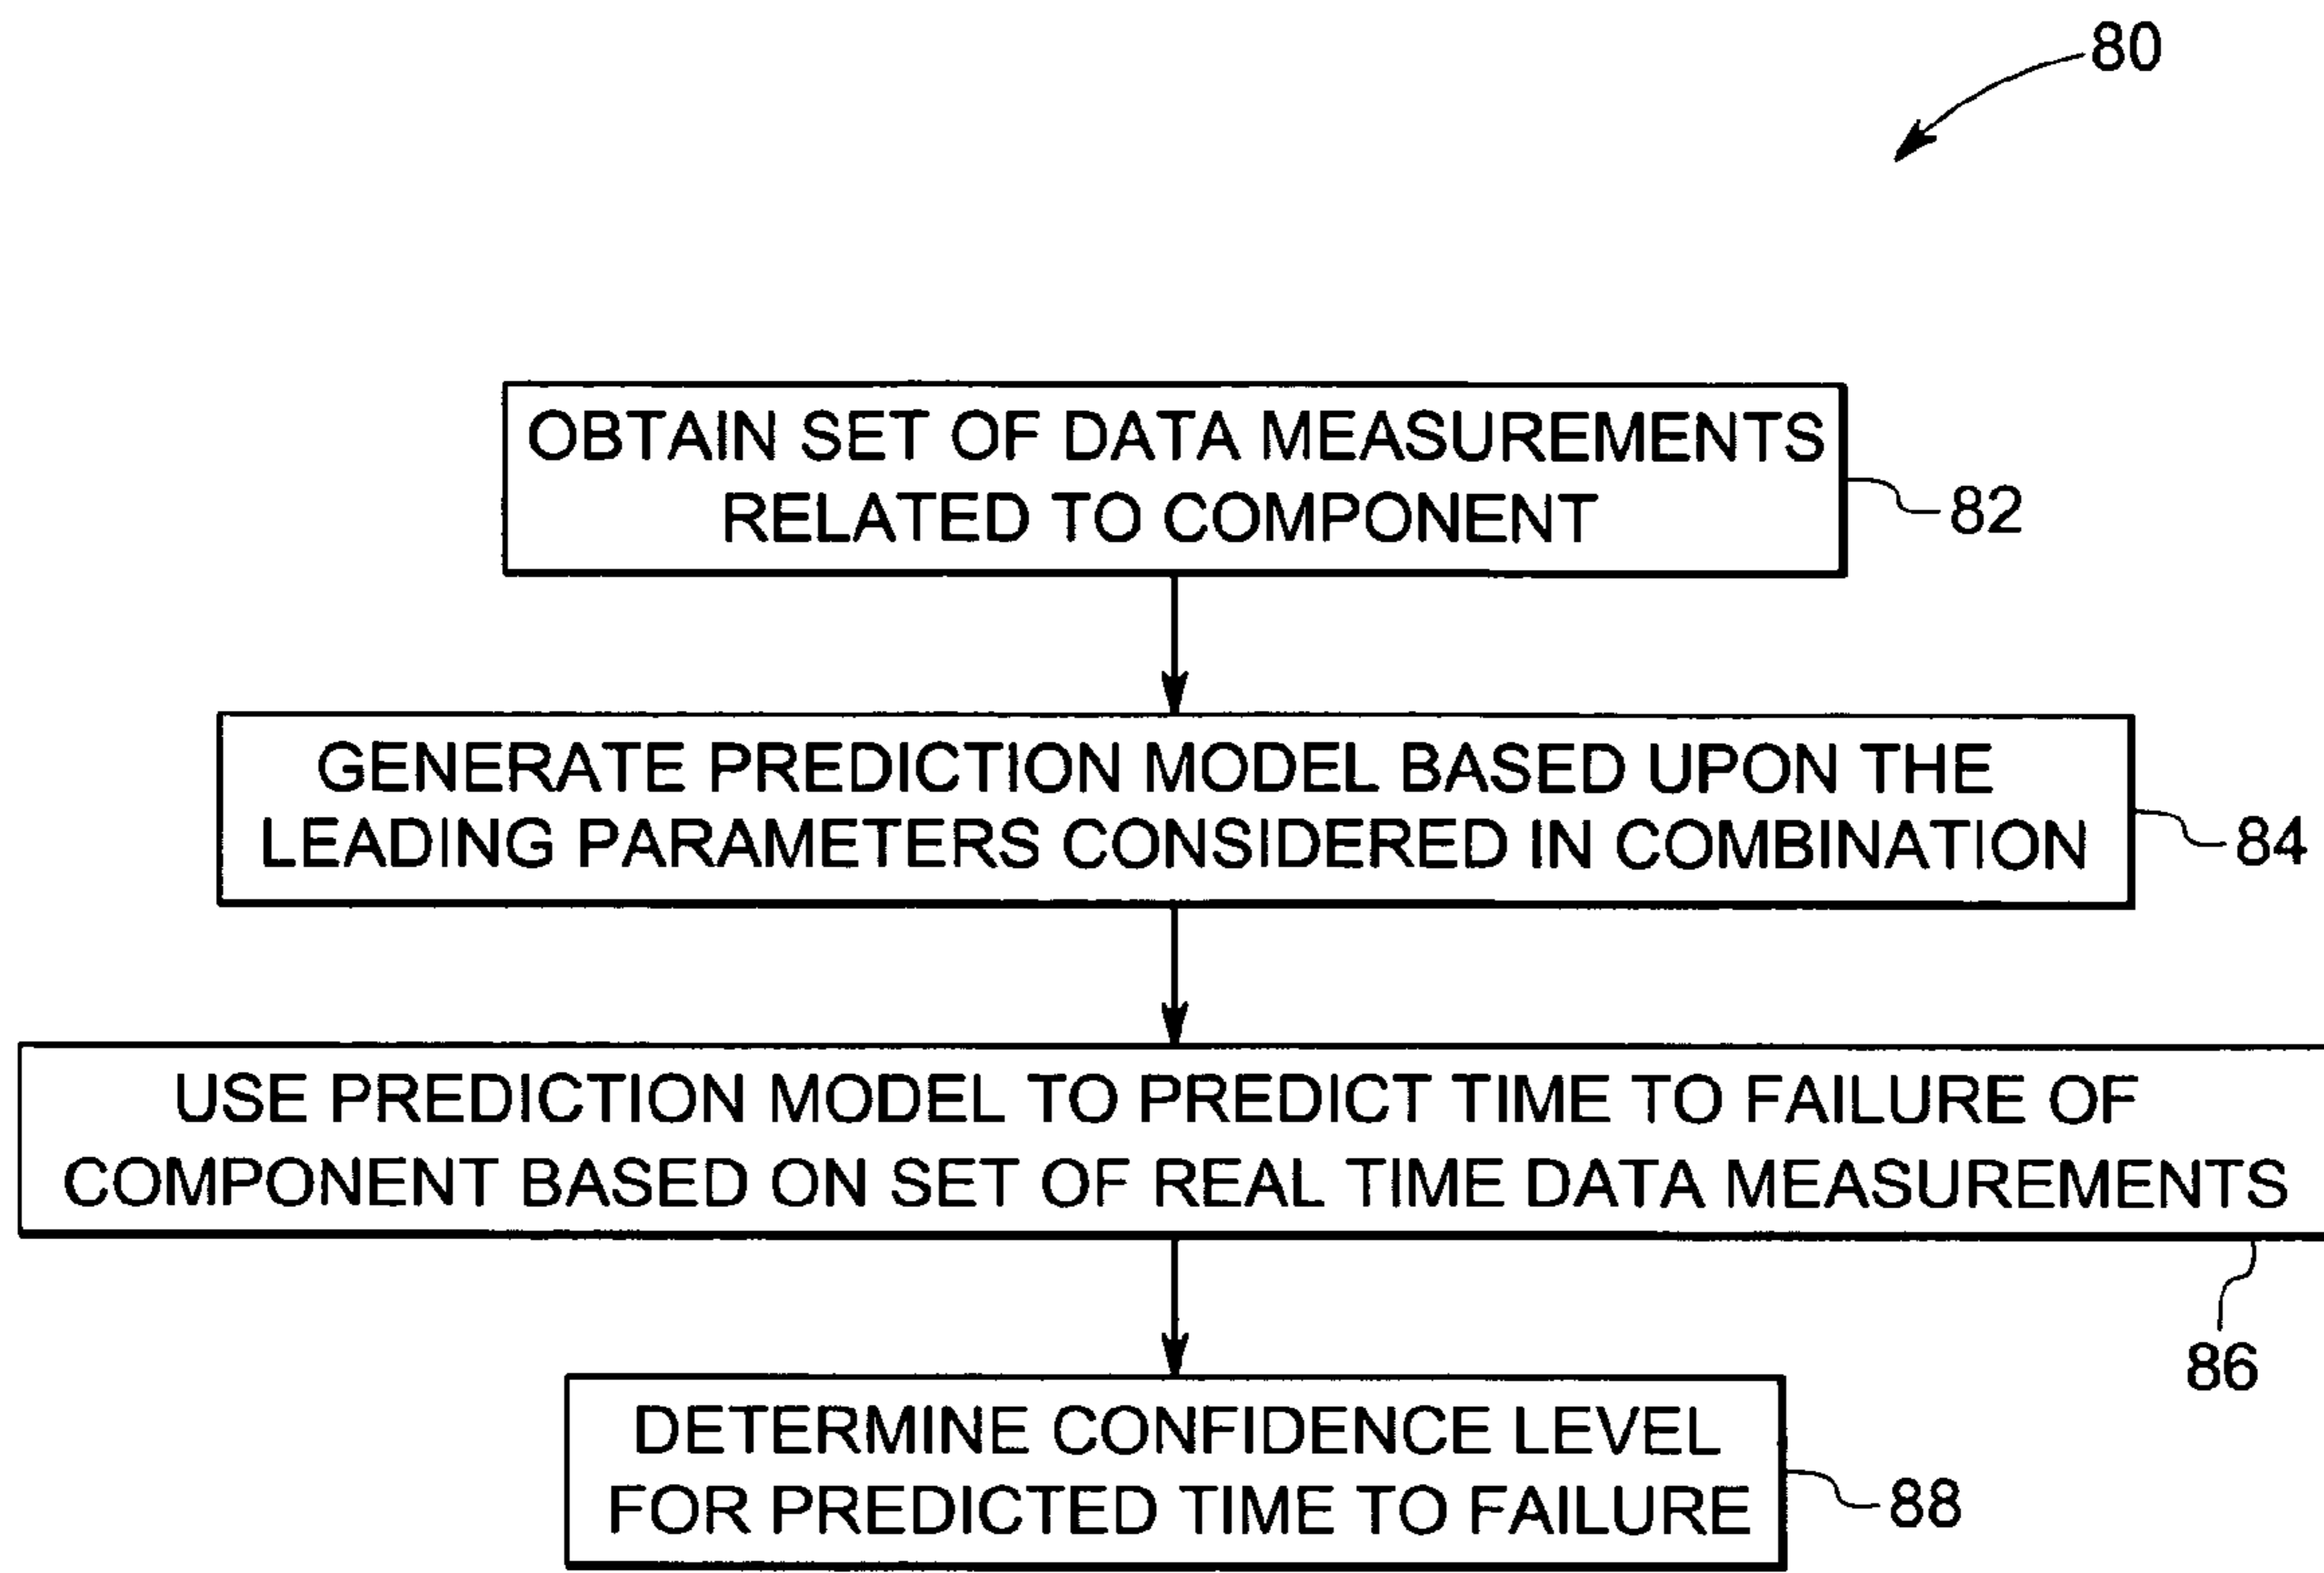 80
OBTAIN SET OF DATA MEASUREMENTS
RELATED TO COMPONENT
82
GENERATE PREDICTION MODEL BASED UPON THE
LEADING PARAMETERS CONSIDERED IN COMBINATION
84
USE PREDICTION MODEL TO PREDICT TIME TO FAILURE OF
COMPONENT BASED ON SET OF REAL TIME DATA MEASUREMENTS
86
DETERMINE CONFIDENCE LEVEL
FOR PREDICTED TIME TO FAILURE
88